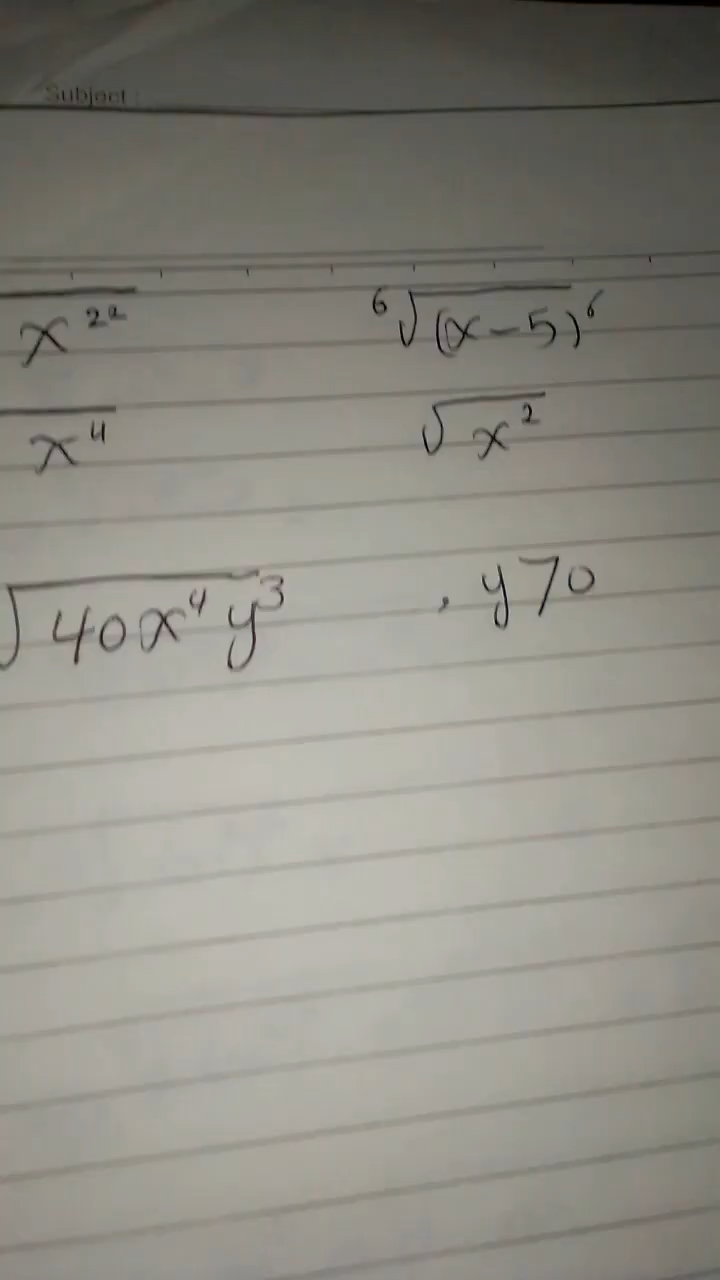 Subject :
x²² ⁶√(x-5)⁶
x⁴ √x²
√40x⁴y³ , y>0